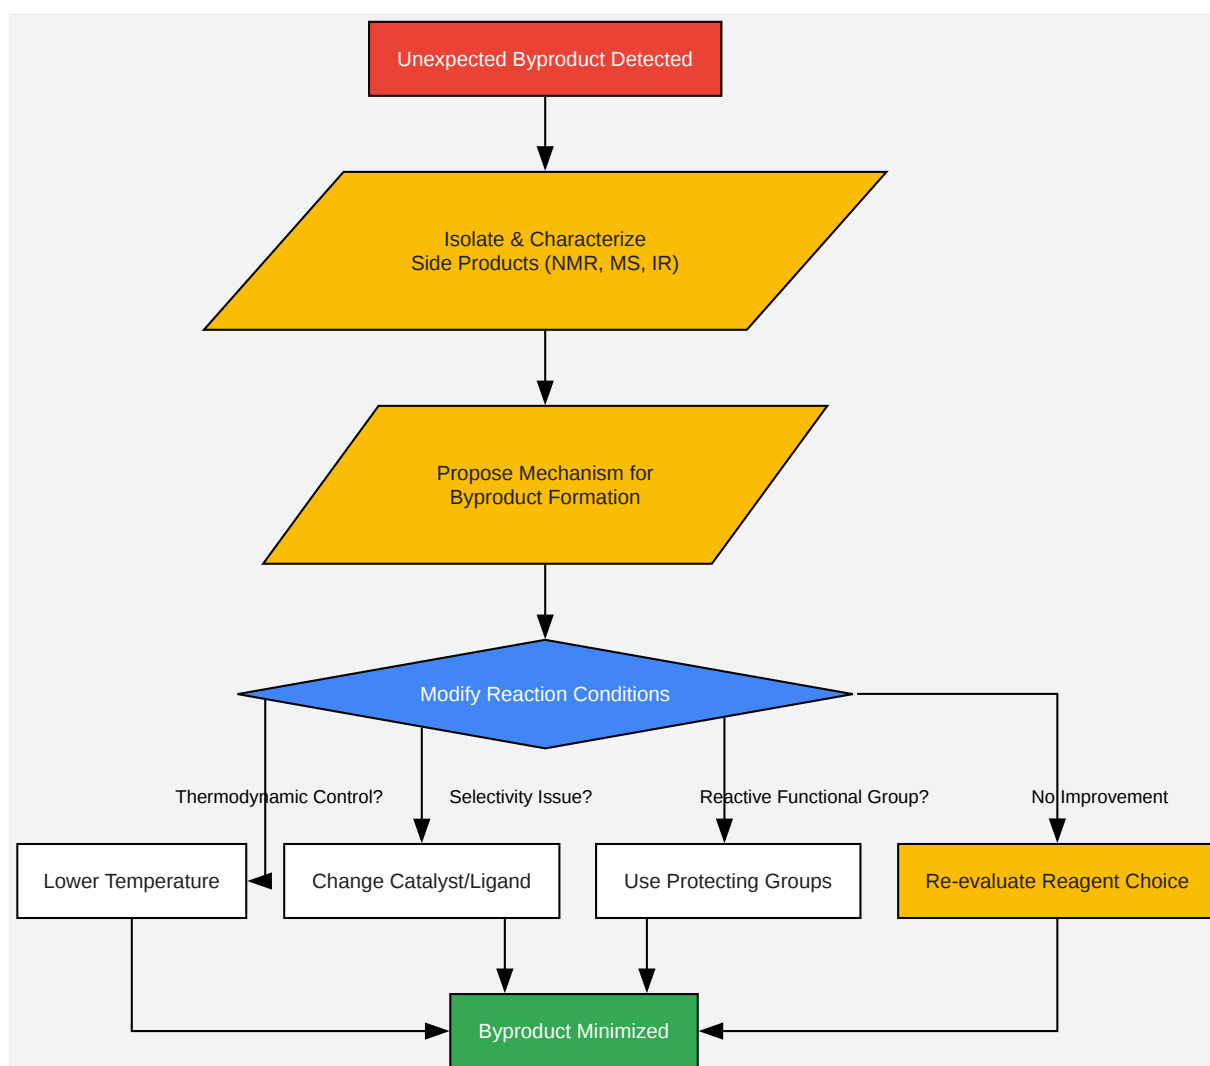 Unexpected Byproduct Detected
Isolate & Characterize
Side Products (NMR, MS, IR)
Propose Mechanism for
Byproduct Formation
Modify Reaction Conditions
Thermodynamic Control?
Selectivity Issue?
Reactive Functional Group?
No Improvement
Lower Temperature
Change Catalyst/Ligand
Use Protecting Groups
Re-evaluate Reagent Choice
Byproduct Minimized